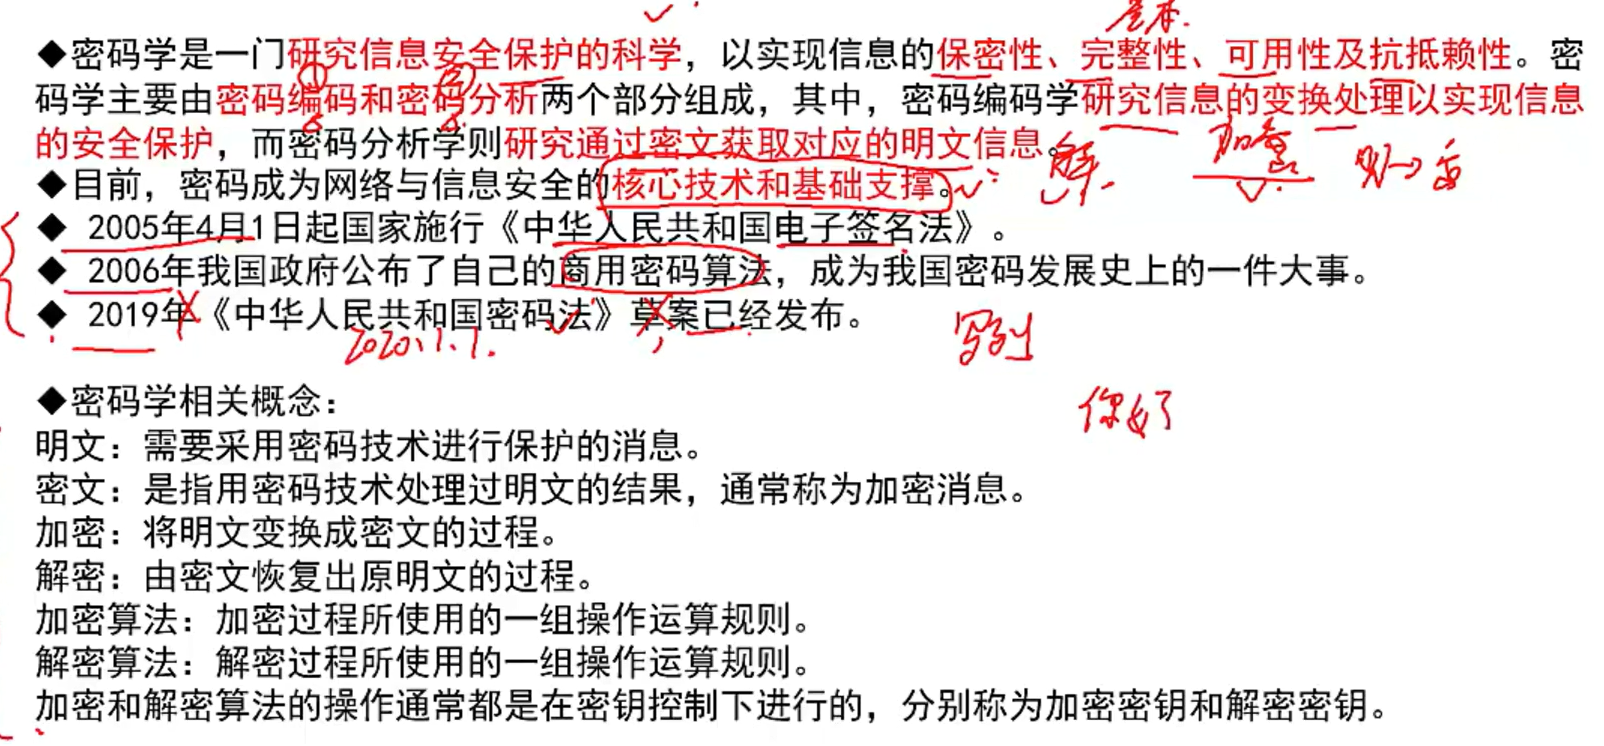 基本.
◆密码学是一门研究信息安全保护的科学，以实现信息的保密性、完整性、可用性及抗抵赖性。密
① ②
码学主要由密码编码和密码分析两个部分组成，其中，密码编码学研究信息的变换处理以实现信息
的安全保护，而密码分析学则研究通过密文获取对应的明文信息。
◆目前，密码成为网络与信息安全的核心技术和基础支撑。
◆ 2005年4月1日起国家施行《中华人民共和国电子签名法》。
◆ 2006年我国政府公布了自己的商用密码算法，成为我国密码发展史上的一件大事。
◆ 2019年《中华人民共和国密码法》草案已经发布。
2020.1.1.
◆密码学相关概念：
你好
明文：需要采用密码技术进行保护的消息。
密文：是指用密码技术处理过明文的结果，通常称为加密消息。
加密：将明文变换成密文的过程。
解密：由密文恢复出原明文的过程。
加密算法：加密过程所使用的一组操作运算规则。
解密算法：解密过程所使用的一组操作运算规则。
加密和解密算法的操作通常都是在密钥控制下进行的，分别称为加密密钥和解密密钥。